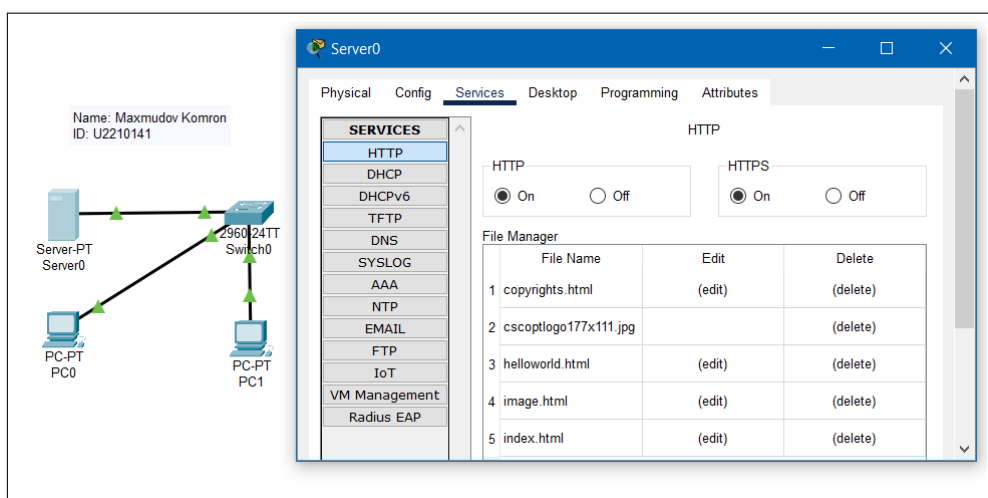 Server0
Physical Config Services Desktop Programming Attributes
Name: Maxmudov Komron
ID: U2210141
SERVICES
HTTP
DHCP
DHCPv6
TFTP
DNS
SYSLOG
AAA
NTP
EMAIL
FTP
IoT
VM Management
Radius EAP
HTTP
HTTP
On Off
HTTPS
On Off
File Manager
File Name Edit Delete
1 copyrights.html (edit) (delete)
2 cscoptlogo177x111.jpg (delete)
3 helloworld.html (edit) (delete)
4 image.html (edit) (delete)
5 index.html (edit) (delete)
Server-PT
Server0
2960-24TT
Switch0
PC-PT
PC0
PC-PT
PC1